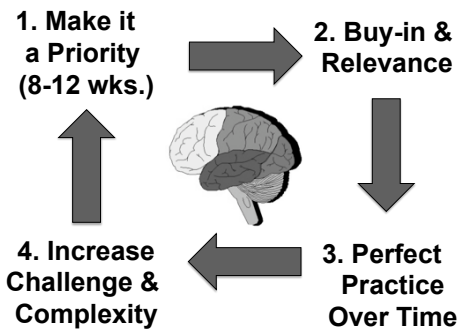 1. Make it
a Priority
(8-12 wks.)
2. Buy-in &
Relevance
3. Perfect
Practice
Over Time
4. Increase
Challenge &
Complexity